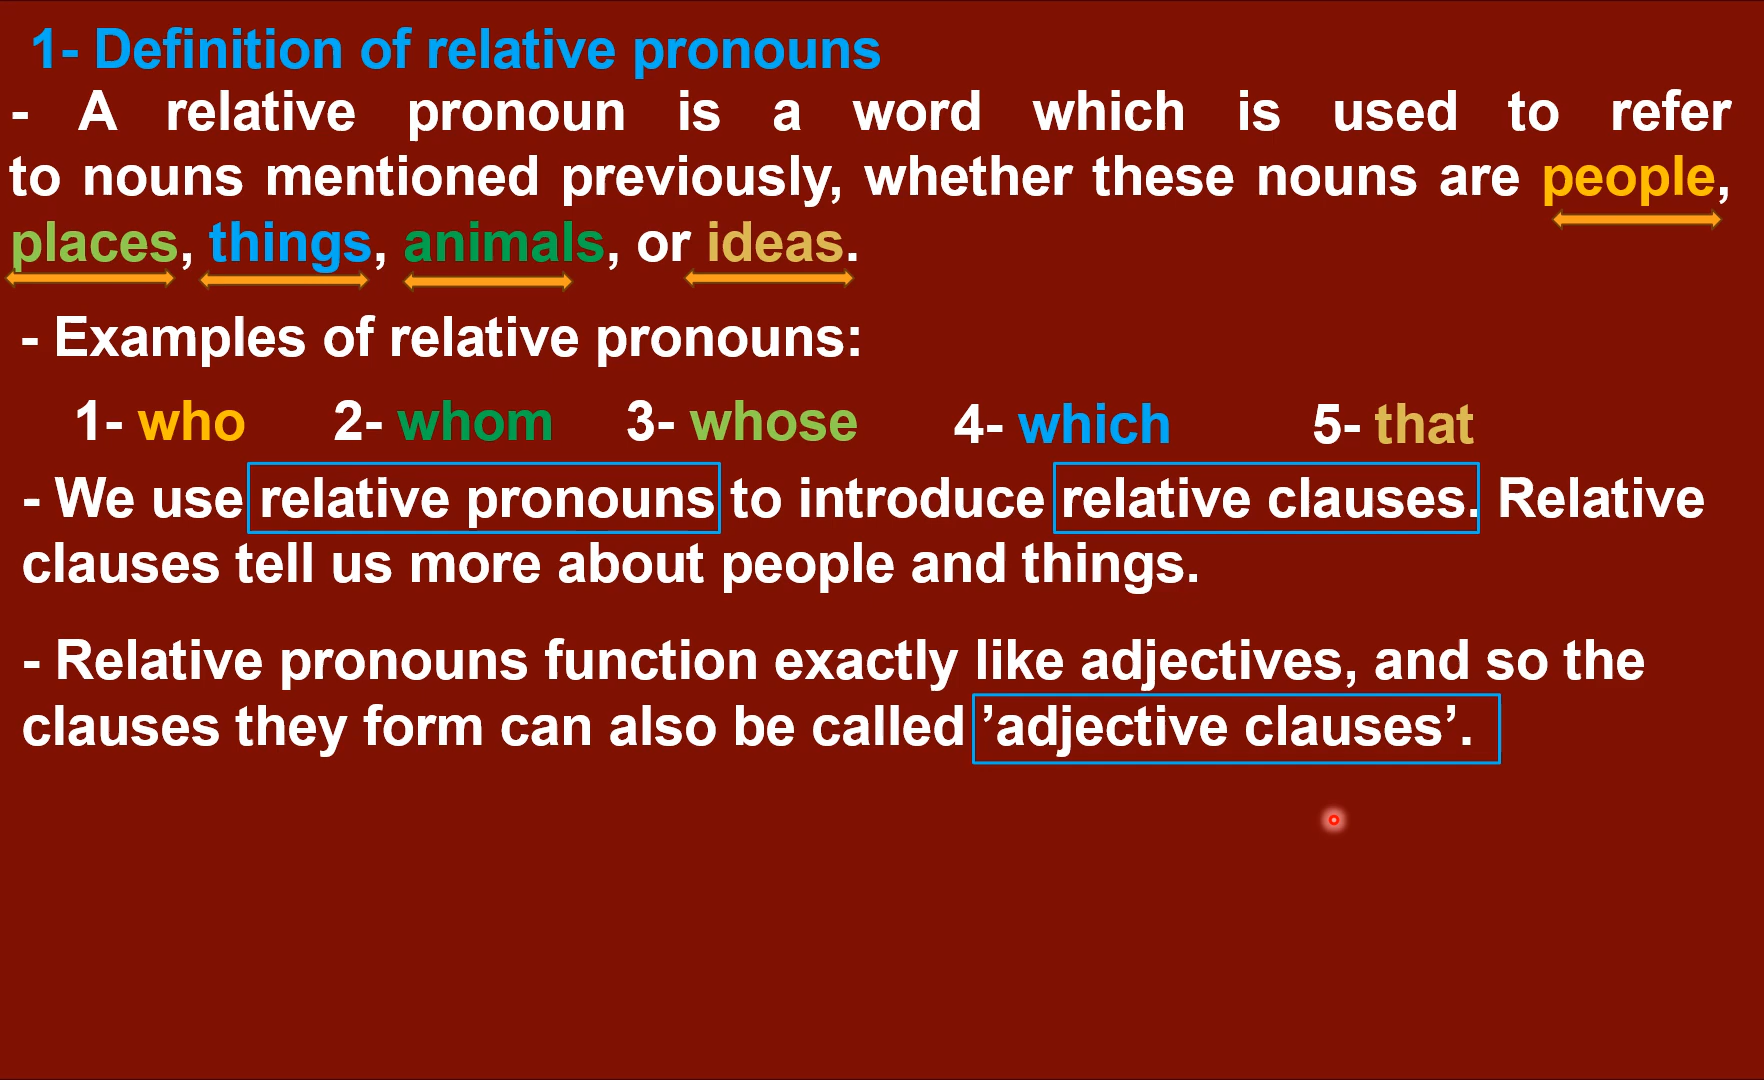 1- Definition of relative pronouns
- A relative pronoun is a word which is used to refer
to nouns mentioned previously, whether these nouns are people,
places, things, animals, or ideas.
- Examples of relative pronouns:
1- who 2- whom 3- whose 4- which 5- that
- We use relative pronouns to introduce relative clauses. Relative
clauses tell us more about people and things.
- Relative pronouns function exactly like adjectives, and so the
clauses they form can also be called ’adjective clauses’.